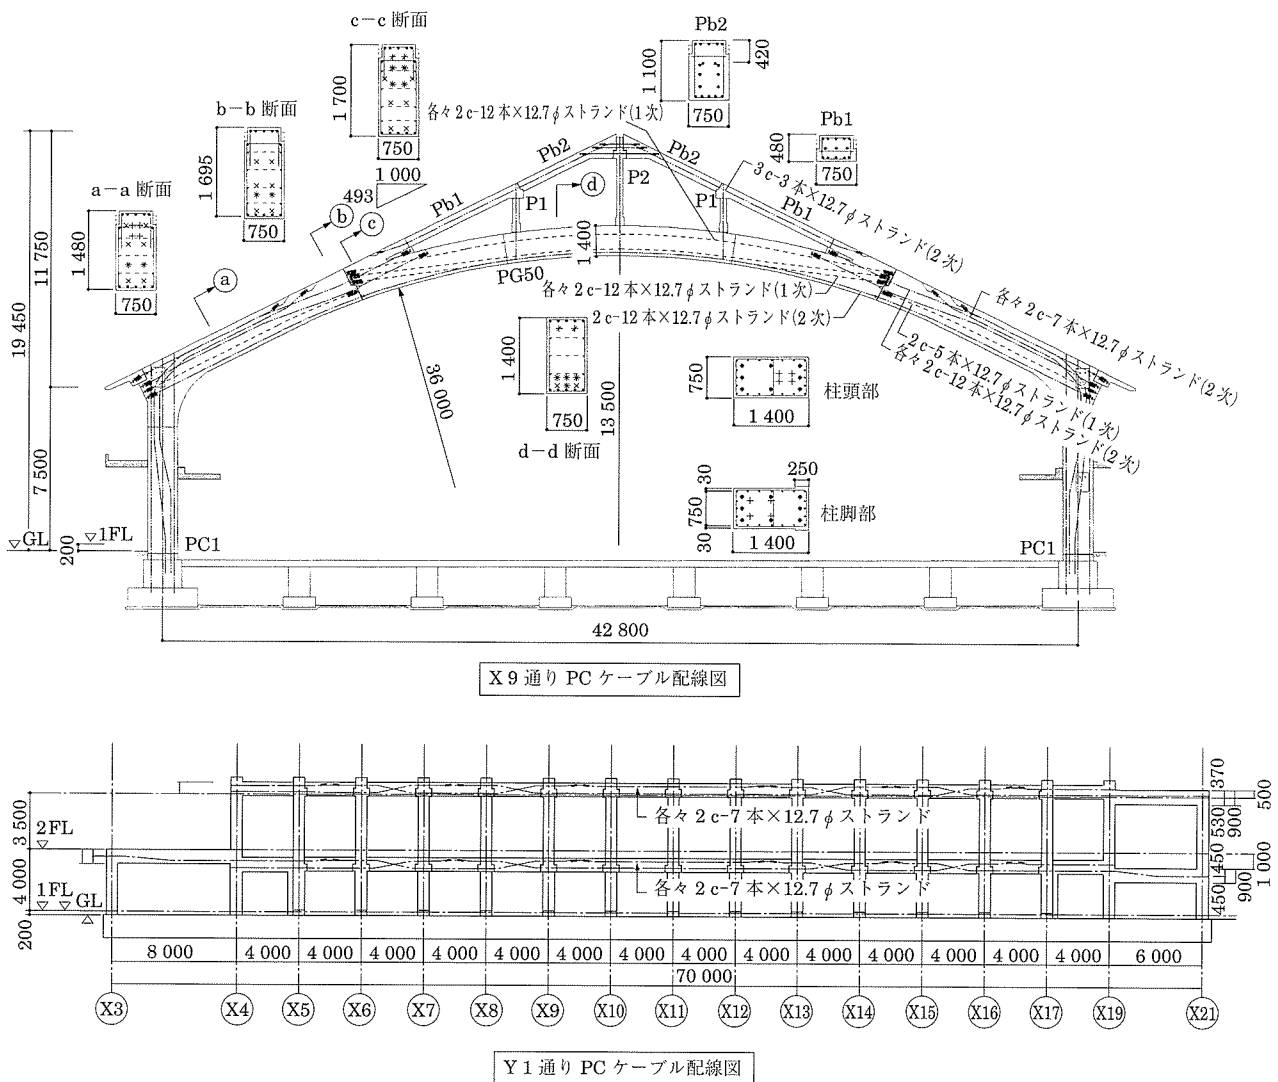 c－c 断面
1 700
750
Pb2
1 100
420
750
b－b 断面
1 695
750
各々 2 c-12 本×12.7φストランド(1 次)
Pb1
480
750
a－a 断面
1 480
750
1 000
493
Pb2
Pb2
P2
d
3 c-3 本×12.7φストランド(2 次)
Pb1
P1
P1
Pb1
b
c
a
1 400
PG50
各々 2 c-12 本×12.7φストランド(1 次)
2 c-12 本×12.7φストランド(2 次)
各々 2 c-7 本×12.7φストランド(2 次)
2 c-5 本×12.7φストランド(1 次)
各々 2 c-12 本×12.7φストランド(2 次)
19 450
11 750
7 500
200
36 000
1 400
750
d－d 断面
13 500
750
1 400
柱頭部
250
30
750
30
1 400
柱脚部
GL
1FL
PC1
PC1
42 800
X 9 通り PC ケーブル配線図
3 500
2FL
4 000
1FL
GL
200
各々 2 c-7 本×12.7φストランド
各々 2 c-7 本×12.7φストランド
370
500
530
900
450
1 000
450
900
8 000 4 000 4 000 4 000 4 000 4 000 4 000 4 000 4 000 4 000 4 000 4 000 4 000 4 000 4 000 6 000
70 000
X3 X4 X5 X6 X7 X8 X9 X10 X11 X12 X13 X14 X15 X16 X17 X19 X21
Y 1 通り PC ケーブル配線図